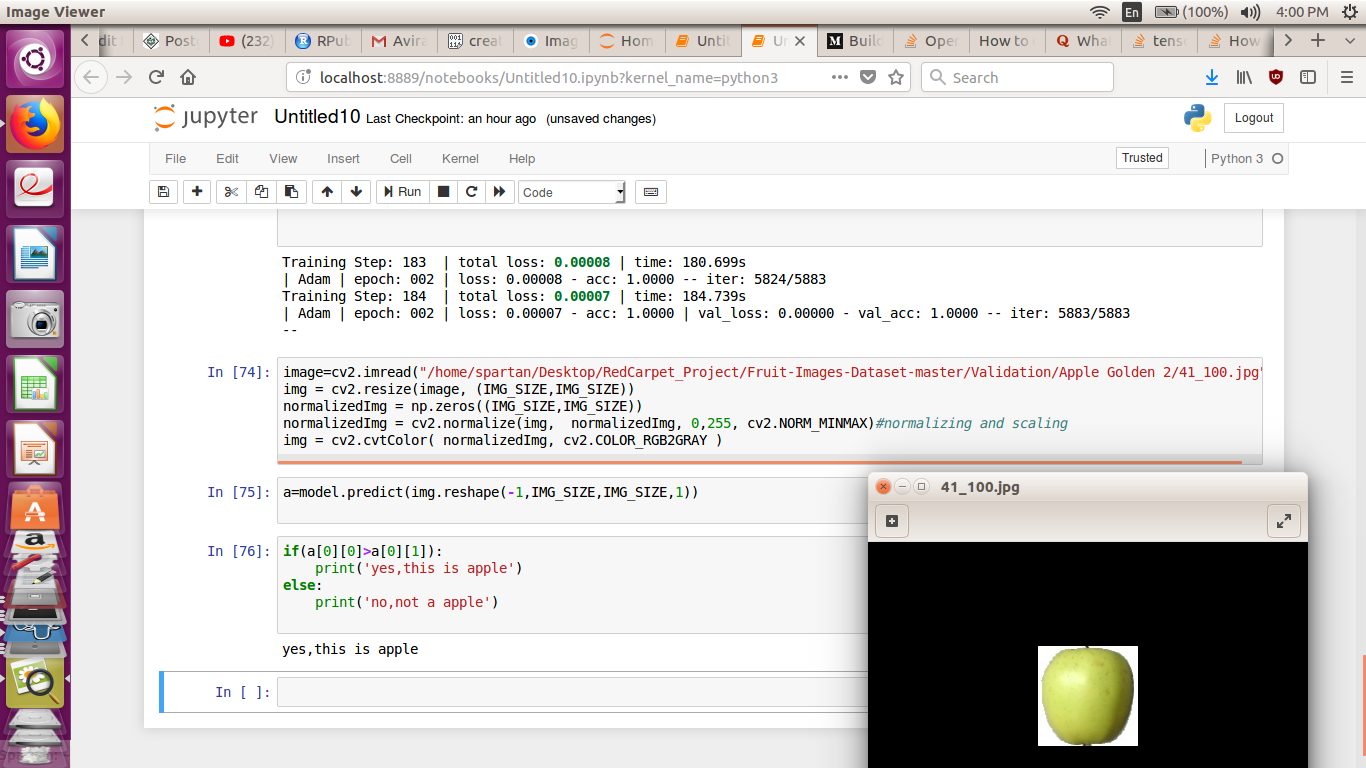 Image Viewer
En
(100%)
4:00 PM
dit
Post
(232)
RPub
Avira
creat
Imag
Hom
Untit
Un
Build
Oper
How to
Wha
tenso
How
localhost:8889/notebooks/Untitled10.ipynb?kernel_name=python3
Search
jupyter
Untitled10 Last Checkpoint: an hour ago (unsaved changes)
Logout
File Edit View Insert Cell Kernel Help
Trusted
Python 3
Run
Code
Training Step: 183 | total loss: 0.00008 | time: 180.699s
| Adam | epoch: 002 | loss: 0.00008 - acc: 1.0000 -- iter: 5824/5883
Training Step: 184 | total loss: 0.00007 | time: 184.739s
| Adam | epoch: 002 | loss: 0.00007 - acc: 1.0000 | val_loss: 0.00000 - val_acc: 1.0000 -- iter: 5883/5883
--
In [74]: image=cv2.imread("/home/spartan/Desktop/RedCarpet_Project/Fruit-Images-Dataset-master/Validation/Apple Golden 2/41_100.jpg"
img = cv2.resize(image, (IMG_SIZE,IMG_SIZE))
normalizedImg = np.zeros((IMG_SIZE,IMG_SIZE))
normalizedImg = cv2.normalize(img,  normalizedImg, 0,255, cv2.NORM_MINMAX)#normalizing and scaling
img = cv2.cvtColor( normalizedImg, cv2.COLOR_RGB2GRAY )
In [75]: a=model.predict(img.reshape(-1,IMG_SIZE,IMG_SIZE,1))
In [76]: if(a[0][0]>a[0][1]):
    print('yes,this is apple')
else:
    print('no,not a apple')
yes,this is apple
In [ ]:
41_100.jpg